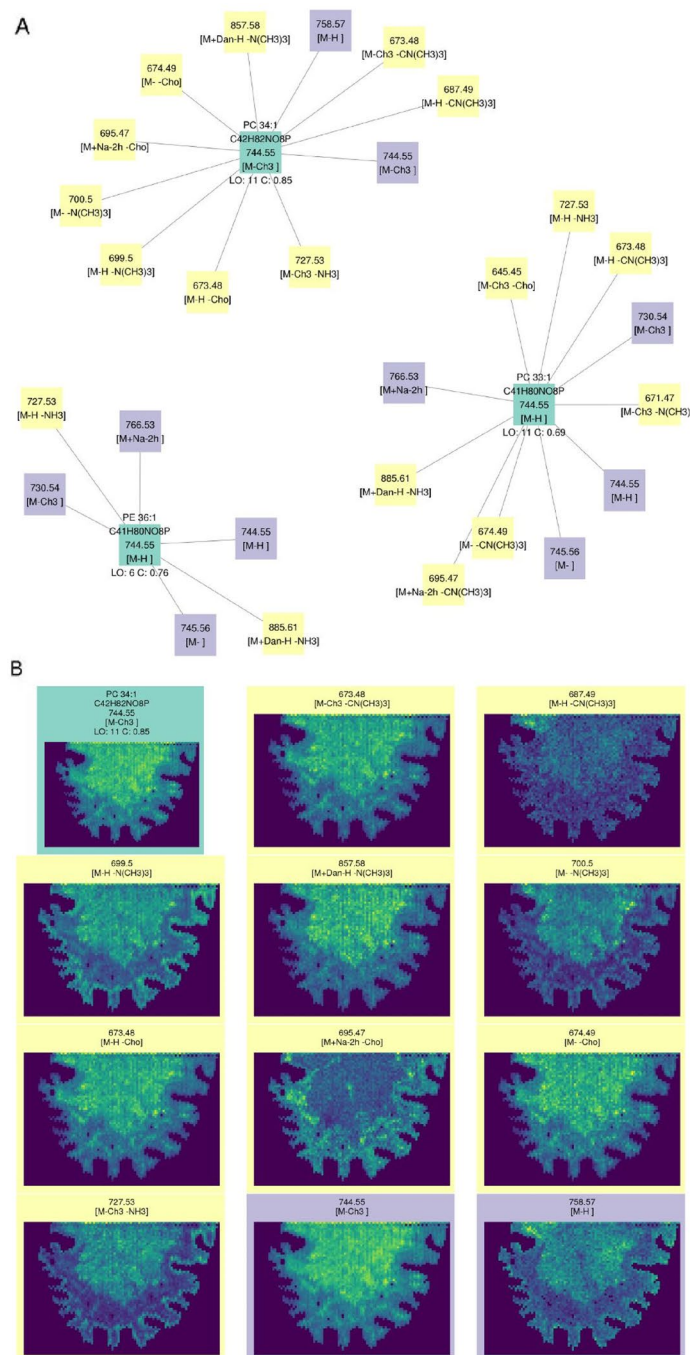 A
857.58
[M+Dan-H -N(CH3)3]
758.57
[M-H ]
673.48
[M-Ch3 -CN(CH3)3]
674.49
[M- -Cho]
687.49
[M-H -CN(CH3)3]
695.47
[M+Na-2h -Cho]
PC 34:1
C42H82NO8P
744.55
[M-Ch3 ]
LO: 11 C: 0.85
744.55
[M-Ch3 ]
700.5
[M- -N(CH3)3]
699.5
[M-H -N(CH3)3]
673.48
[M-H -Cho]
727.53
[M-Ch3 -NH3]
727.53
[M-H -NH3]
645.45
[M-Ch3 -Cho]
673.48
[M-H -CN(CH3)3]
730.54
[M-Ch3 ]
766.53
[M+Na-2h ]
PC 33:1
C41H80NO8P
744.55
[M-H ]
LO: 11 C: 0.69
671.47
[M-Ch3 -N(CH3)
885.61
[M+Dan-H -NH3]
744.55
[M-H ]
674.49
[M- -CN(CH3)3]
745.56
[M- ]
695.47
[M+Na-2h -CN(CH3)3]
727.53
[M-H -NH3]
766.53
[M+Na-2h ]
730.54
[M-Ch3 ]
PE 36:1
C41H80NO8P
744.55
[M-H ]
LO: 6 C: 0.76
744.55
[M-H ]
745.56
[M- ]
885.61
[M+Dan-H -NH3]
B
PC 34:1
C42H82NO8P
744.55
[M-Ch3 ]
LO: 11 C: 0.85
673.48
[M-Ch3 -CN(CH3)3]
687.49
[M-H -CN(CH3)3]
699.5
[M-H -N(CH3)3]
857.58
[M+Dan-H -N(CH3)3]
700.5
[M- -N(CH3)3]
673.48
[M-H -Cho]
695.47
[M+Na-2h -Cho]
674.49
[M- -Cho]
727.53
[M-Ch3 -NH3]
744.55
[M-Ch3 ]
758.57
[M-H ]